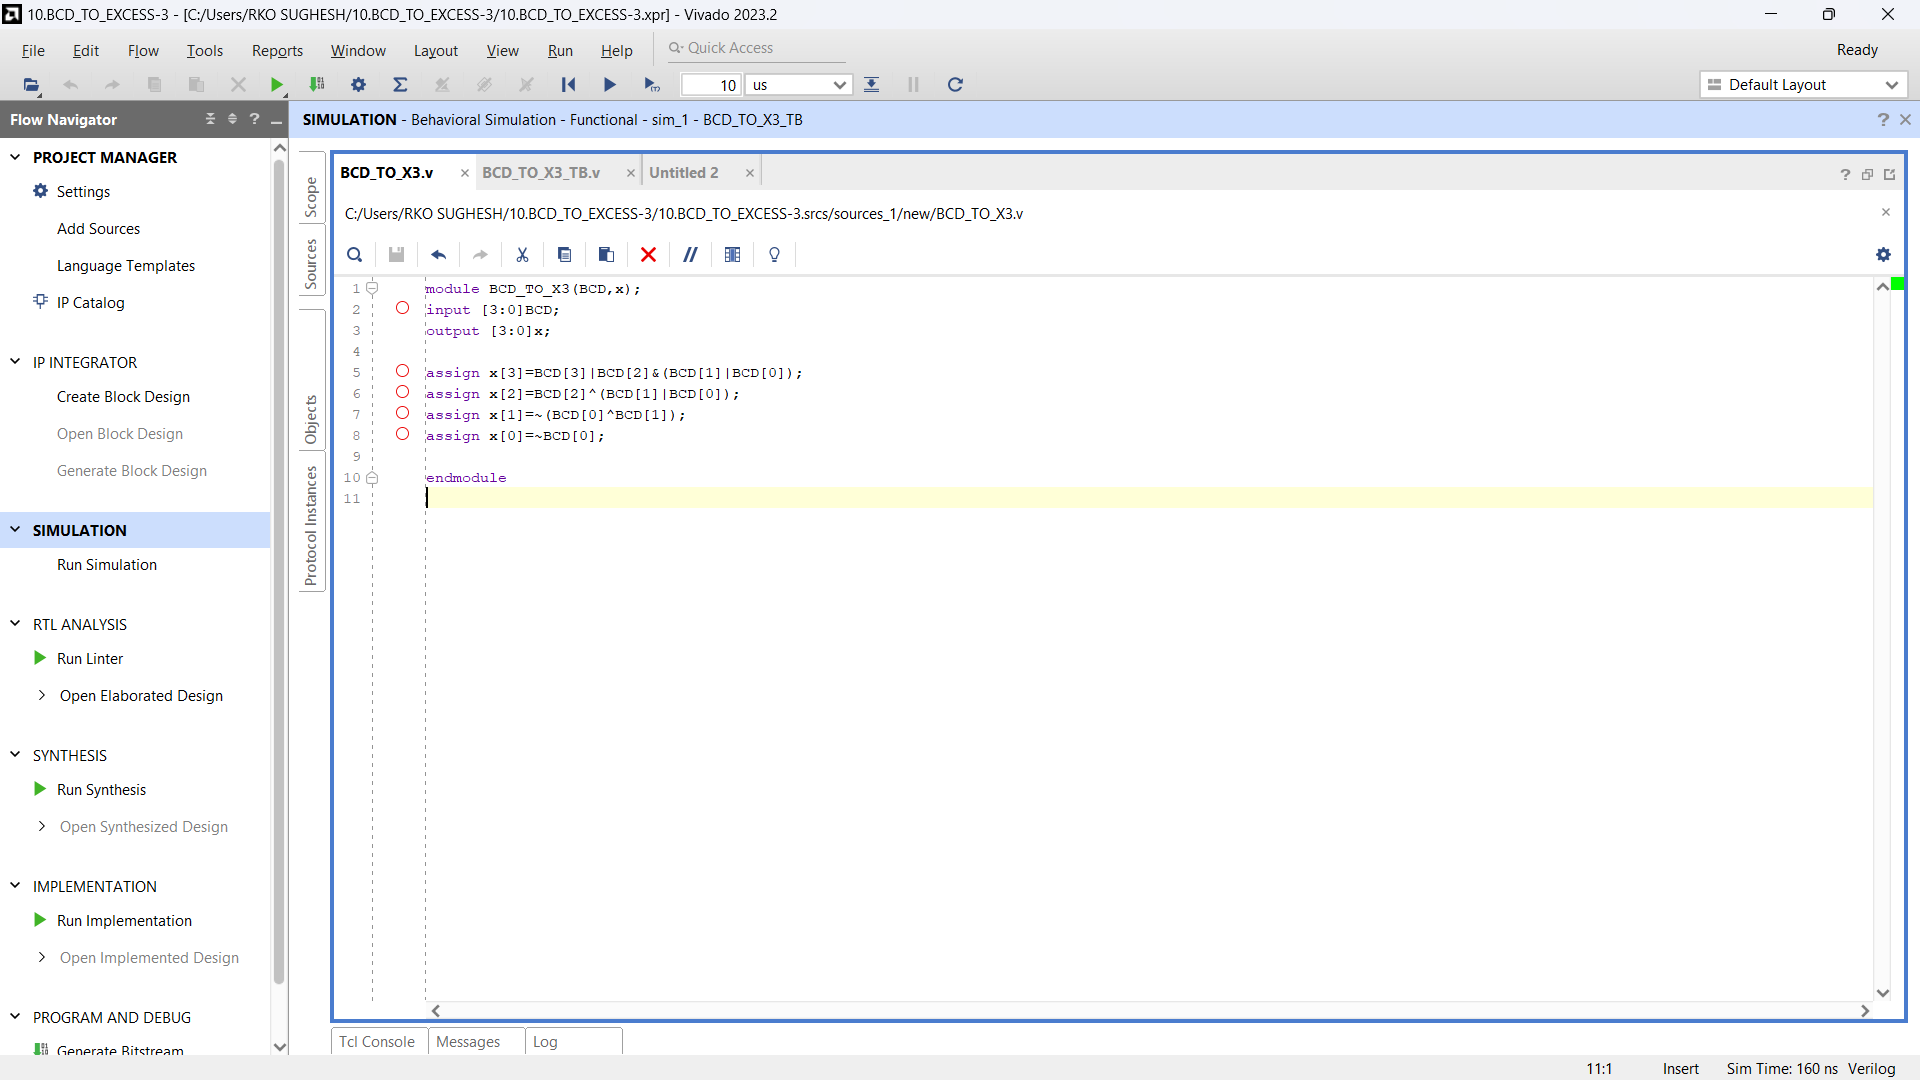 10.BCD_TO_EXCESS-3 - [C:/Users/RKO SUGHESH/10.BCD_TO_EXCESS-3/10.BCD_TO_EXCESS-3.xpr] - Vivado 2023.2
File Edit Flow Tools Reports Window Layout View Run Help Quick Access Ready
10 us Default Layout
Flow Navigator
SIMULATION - Behavioral Simulation - Functional - sim_1 - BCD_TO_X3_TB
PROJECT MANAGER
Settings
Add Sources
Language Templates
IP Catalog
IP INTEGRATOR
Create Block Design
Open Block Design
Generate Block Design
SIMULATION
Run Simulation
RTL ANALYSIS
Run Linter
Open Elaborated Design
SYNTHESIS
Run Synthesis
Open Synthesized Design
IMPLEMENTATION
Run Implementation
Open Implemented Design
PROGRAM AND DEBUG
Generate Bitstream
Scope
Sources
Objects
Protocol Instances
BCD_TO_X3.v BCD_TO_X3_TB.v Untitled 2
C:/Users/RKO SUGHESH/10.BCD_TO_EXCESS-3/10.BCD_TO_EXCESS-3.srcs/sources_1/new/BCD_TO_X3.v
1 module BCD_TO_X3(BCD,x);
2 input [3:0]BCD;
3 output [3:0]x;
4
5 assign x[3]=BCD[3]|BCD[2]&(BCD[1]|BCD[0]);
6 assign x[2]=BCD[2]^(BCD[1]|BCD[0]);
7 assign x[1]=~(BCD[0]^BCD[1]);
8 assign x[0]=~BCD[0];
9
10 endmodule
11
Tcl Console Messages Log
11:1 Insert Sim Time: 160 ns Verilog